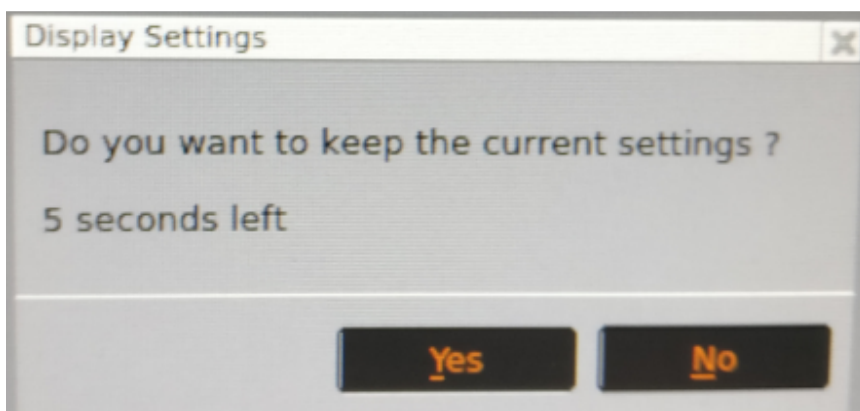 Display Settings
Do you want to keep the current settings ?
5 seconds left
Yes
No